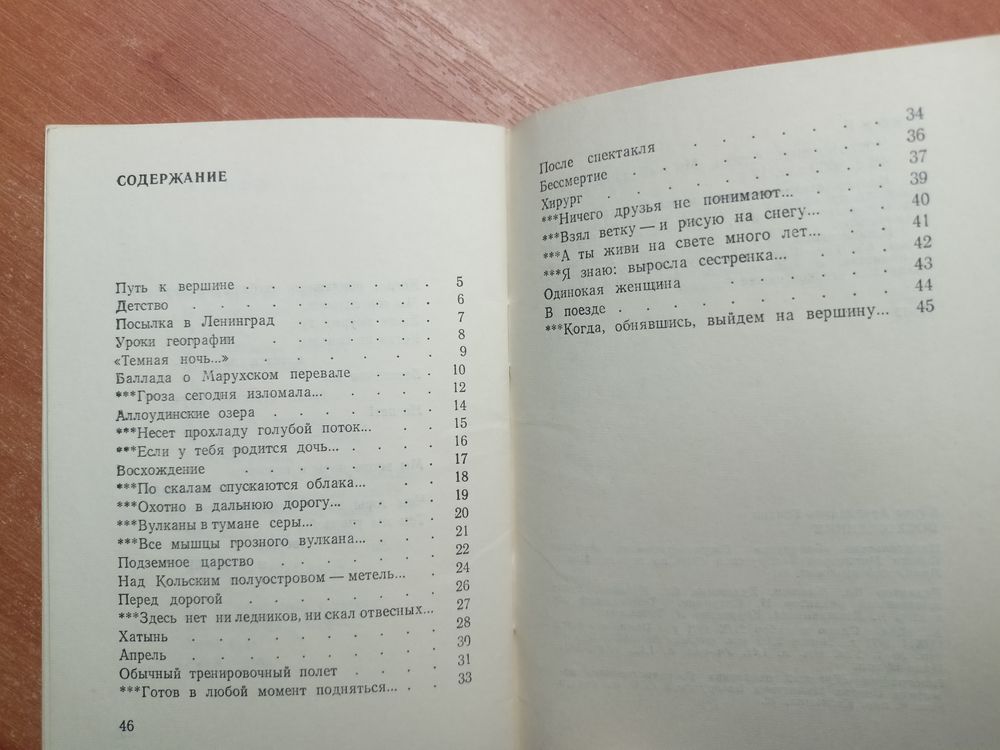 СОДЕРЖАНИЕ
Путь к вершине . . . . . . . . 5
Детство . . . . . . . . . . 6
Посылка в Ленинград . . . . . . 7
Уроки географии . . . . . . . 8
«Темная ночь...» . . . . . . . 9
Баллада о Марухском перевале . . . . 10
***Гроза сегодня изломала... . . . . 12
Аллоудинские озера . . . . . . . 14
***Несет прохладу голубой поток... . . 15
***Если у тебя родится дочь... . . . 16
Восхождение . . . . . . . 17
***По скалам спускаются облака... . . 18
***Охотно в дальнюю дорогу... . . . 19
***Вулканы в тумане серы... . . . . 20
***Все мышцы грозного вулкана... . . . 21
Подземное царство . . . . . . 22
Над Кольским полуостровом — метель... . 24
Перед дорогой . . . . . . . 26
***Здесь нет ни ледников, ни скал отвесных... 27
Хатынь . . . . . . . . . 28
Апрель . . . . . . . . . 30
Обычный тренировочный полет . . . . 31
***Готов в любой момент подняться... . . 33
46
После спектакля . . . . . . . 34
Бессмертие . . . . . . . . 36
Хирург . . . . . . . . 37
***Ничего друзья не понимают... . . . 39
***Взял ветку — и рисую на снегу... . . 40
***А ты живи на свете много лет... . . 41
***Я знаю: выросла сестренка... . . . 42
Одинокая женщина . . . . . 43
В поезде . . . . . . . . 44
***Когда, обнявшись, выйдем на вершину... 45